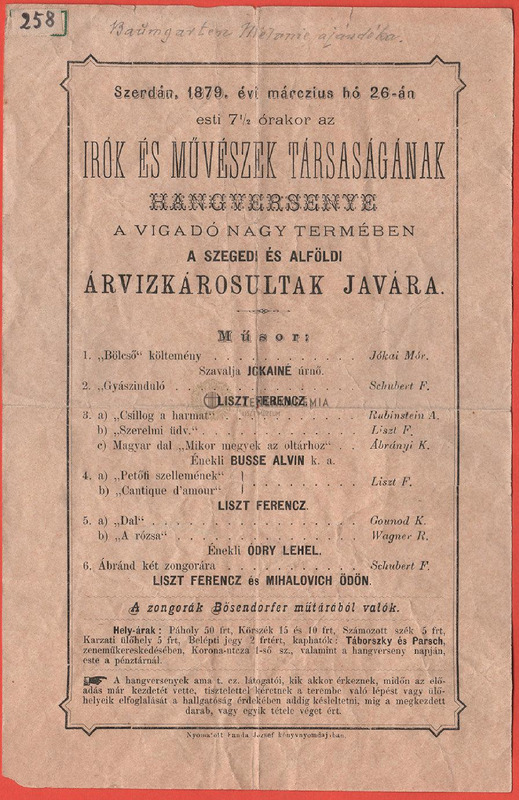 258
Baumgarten Melanie ajándéka.
Szerdán, 1879. évi márczius hó 26-án
esti 7 1/2 órakor az
IRÓK ÉS MŰVÉSZEK TÁRSASÁGÁNAK
HANGVERSENYE
A VIGADÓ NAGY TERMÉBEN
A SZEGEDI ÉS ALFÖLDI
ÁRVIZKÁROSULTAK JAVÁRA.
Műsor:
1. „Bölcső“ költemény . . . . . . . . . . Jókai Mór.
Szavalja JÓKAINÉ úrnő.
2. „Gyászinduló . . . . . . . . . . Schubert F.
LISZT FERENCZ.
3. a) „Csillog a harmat“ . . . . . . . . . . Rubinstein A.
b) „Szerelmi üdv.“ . . . . . . . . . . Liszt F.
c) Magyar dal „Mikor megyek az oltárhoz“ . . . Ábrányi K.
Énekli BUSSE ALVIN k. a.
4. a) „Petőfi szellemének“
b) „Cantique d'amour“ . . . . . . . . . . Liszt F.
LISZT FERENCZ.
5. a) „Dal“ . . . . . . . . . . Gounod K.
b) „A rózsa“ . . . . . . . . . . Wagner R.
Énekli ÓDRY LEHEL.
6. Ábránd két zongorára . . . . . . . . . . Schubert F.
LISZT FERENCZ és MIHALOVICH ÖDÖN.
A zongorák Bösendorfer műtárából valók.
Hely-árak: Páholy 50 frt, Körszék 15 és 10 frt, Számozott szék 5 frt,
Karzati ülőhely 5 frt, Belépti jegy 2 frtért, kaphatók: Táborszky és Parsch,
zeneműkereskedésében, Korona-utcza 1-ső sz., valamint a hangverseny napján,
este a pénztárnál.
☛ A hangversenyek ama t. cz. látogatói, kik akkor érkeznek, midőn az elő-
adás már kezdetét vette, tisztelettel kéretnek a terembe való lépést vagy ülő-
helyeik elfoglalását a hallgatóság érdekében addig késleltetni, mig a megkezdett
darab, vagy egyik tétele véget ért.
Nyomatott Fanda József könyvnyomdájában.